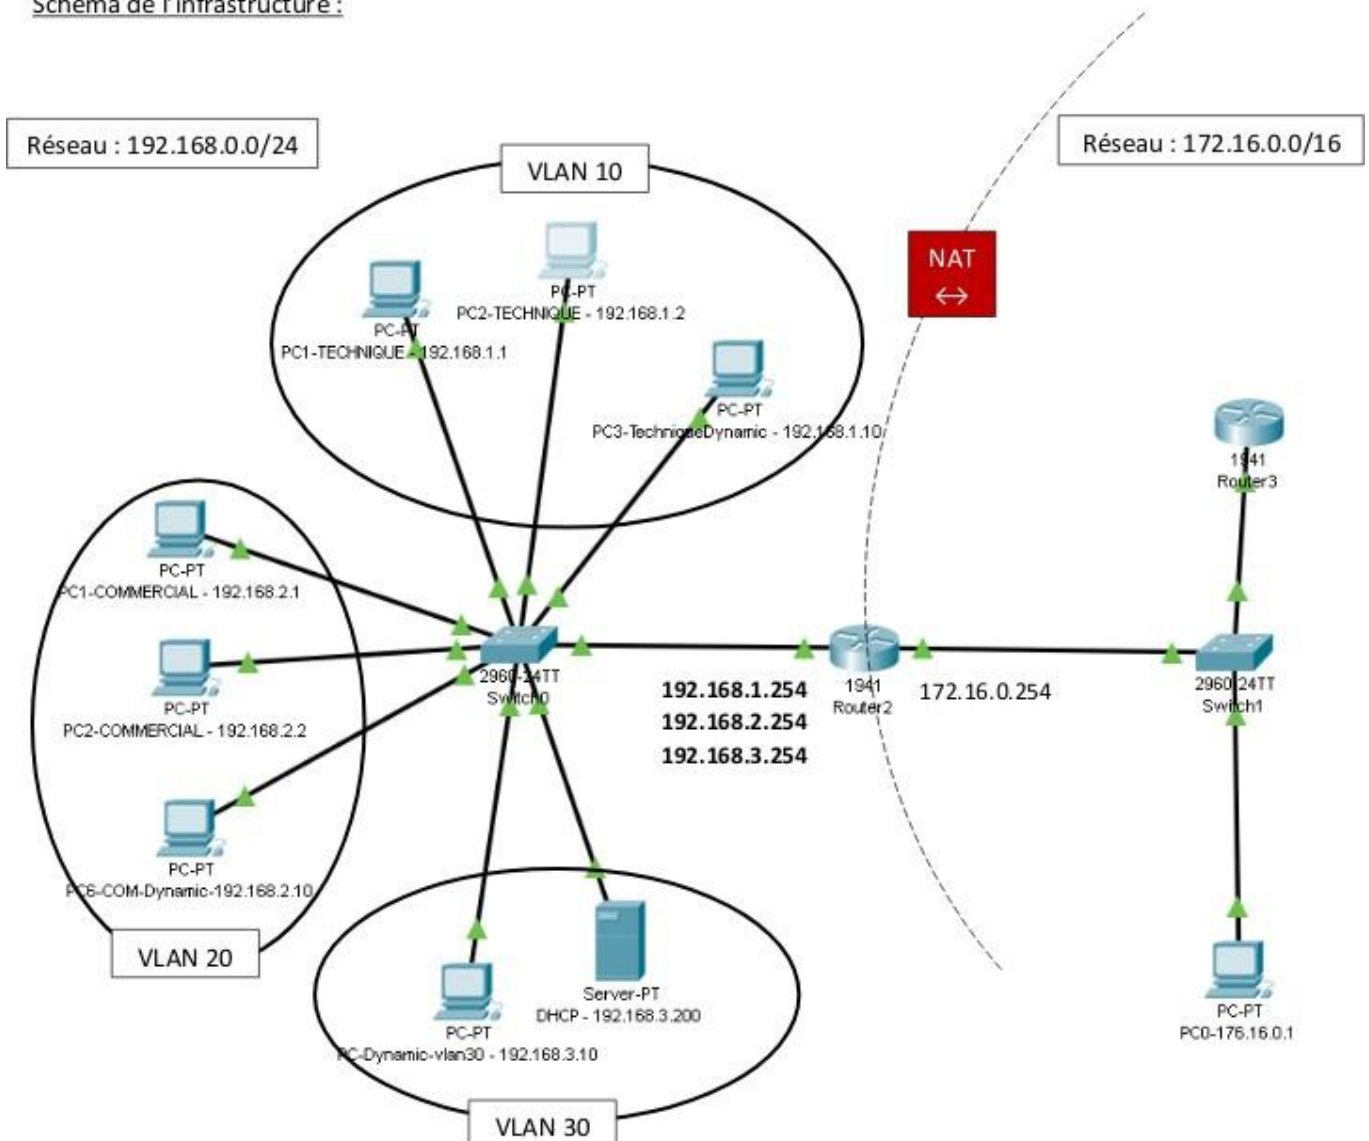 Schéma de l'infrastructure :
Réseau : 192.168.0.0/24
Réseau : 172.16.0.0/16
VLAN 10
NAT
↔
PC-PT
PC2-TECHNIQUE - 192.168.1.2
PC-PT
PC1-TECHNIQUE - 192.168.1.1
PC-PT
PC3-TechniqueDynamic - 192.168.1.10
1941
Router3
PC-PT
PC1-COMMERCIAL - 192.168.2.1
PC-PT
PC2-COMMERCIAL - 192.168.2.2
PC-PT
PC6-COM-Dynamic-192.168.2.10
VLAN 20
2960-24TT
Switch0
192.168.1.254
192.168.2.254
192.168.3.254
1941
Router2
172.16.0.254
2960-24TT
Switch1
Server-PT
DHCP - 192.168.3.200
PC-PT
PC-Dynamic-vlan30 - 192.168.3.10
VLAN 30
PC-PT
PC0-176.16.0.1